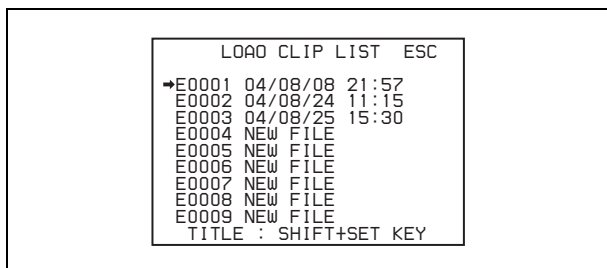 LOAO CLIP LIST ESC
➡E0001 04/08/08 21:57
E0002 04/08/24 11:15
E0003 04/08/25 15:30
E0004 NEW FILE
E0005 NEW FILE
E0006 NEW FILE
E0007 NEW FILE
E0008 NEW FILE
E0009 NEW FILE
TITLE : SHIFT+SET KEY